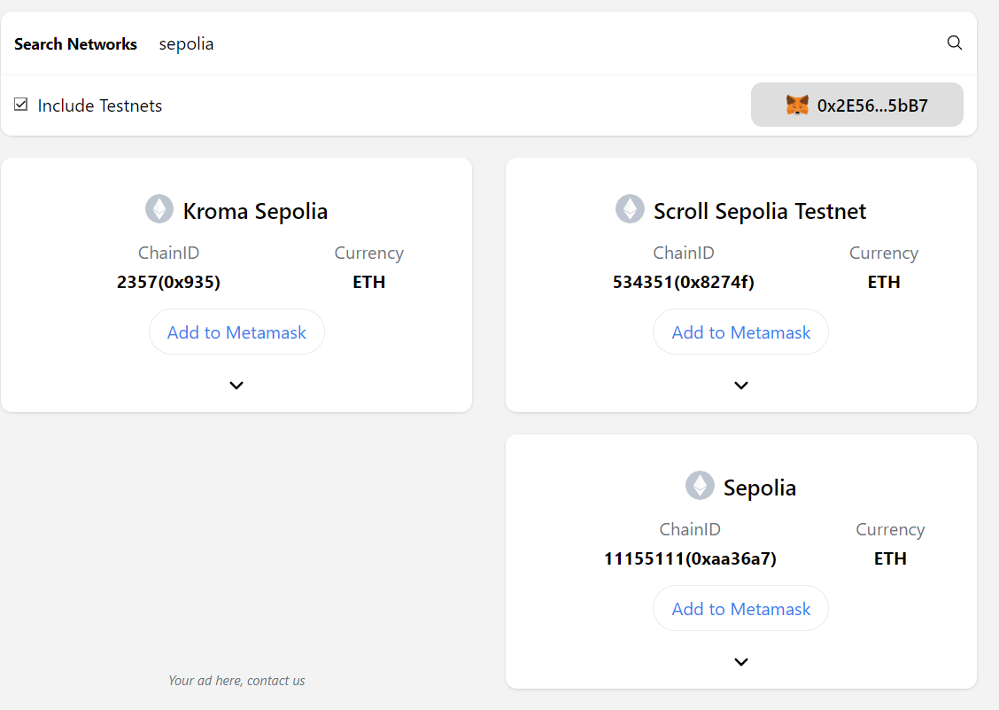 Search Networks sepolia
Include Testnets
0x2E56...5bB7
Kroma Sepolia
ChainID Currency
2357(0x935) ETH
Add to Metamask
Scroll Sepolia Testnet
ChainID Currency
534351(0x8274f) ETH
Add to Metamask
Sepolia
ChainID Currency
11155111(0xaa36a7) ETH
Add to Metamask
Your ad here, contact us